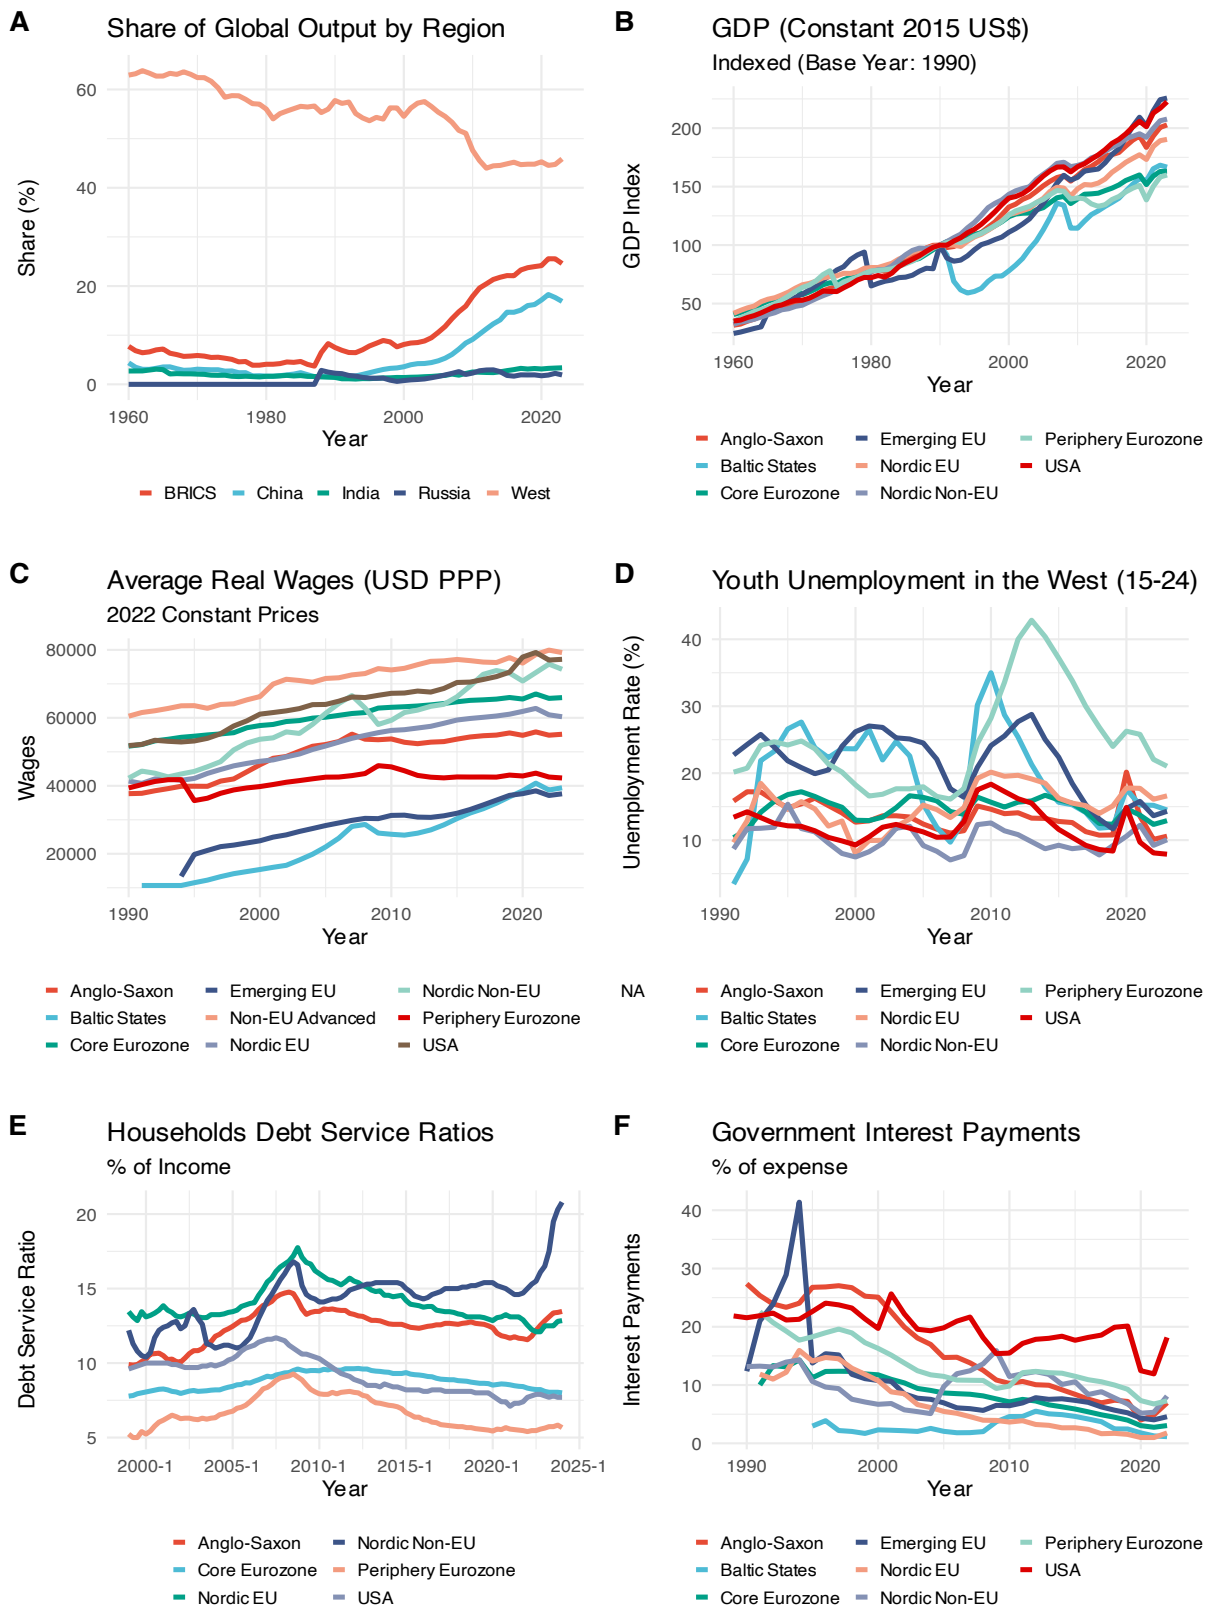 A
Share of Global Output by Region
Share (%)
60
40
20
0
1960
1980
2000
2020
Year
BRICS China India Russia West
B
GDP (Constant 2015 US$)
Indexed (Base Year: 1990)
GDP Index
200
150
100
50
1960
1980
2000
2020
Year
Anglo-Saxon Emerging EU Periphery Eurozone
Baltic States Nordic EU USA
Core Eurozone Nordic Non-EU
C
Average Real Wages (USD PPP)
2022 Constant Prices
Wages
80000
60000
40000
20000
1990
2000
2010
2020
Year
Anglo-Saxon Emerging EU Nordic Non-EU
Baltic States Non-EU Advanced Periphery Eurozone
Core Eurozone Nordic EU USA
D
Youth Unemployment in the West (15-24)
Unemployment Rate (%)
40
30
20
10
1990
2000
2010
2020
Year
NA
Anglo-Saxon Emerging EU Periphery Eurozone
Baltic States Nordic EU USA
Core Eurozone Nordic Non-EU
E
Households Debt Service Ratios
% of Income
Debt Service Ratio
20
15
10
5
2000-1
2005-1
2010-1
2015-1
2020-1
2025-1
Year
Anglo-Saxon Nordic Non-EU
Core Eurozone Periphery Eurozone
Nordic EU USA
F
Government Interest Payments
% of expense
Interest Payments
40
30
20
10
0
1990
2000
2010
2020
Year
Anglo-Saxon Emerging EU Periphery Eurozone
Baltic States Nordic EU USA
Core Eurozone Nordic Non-EU